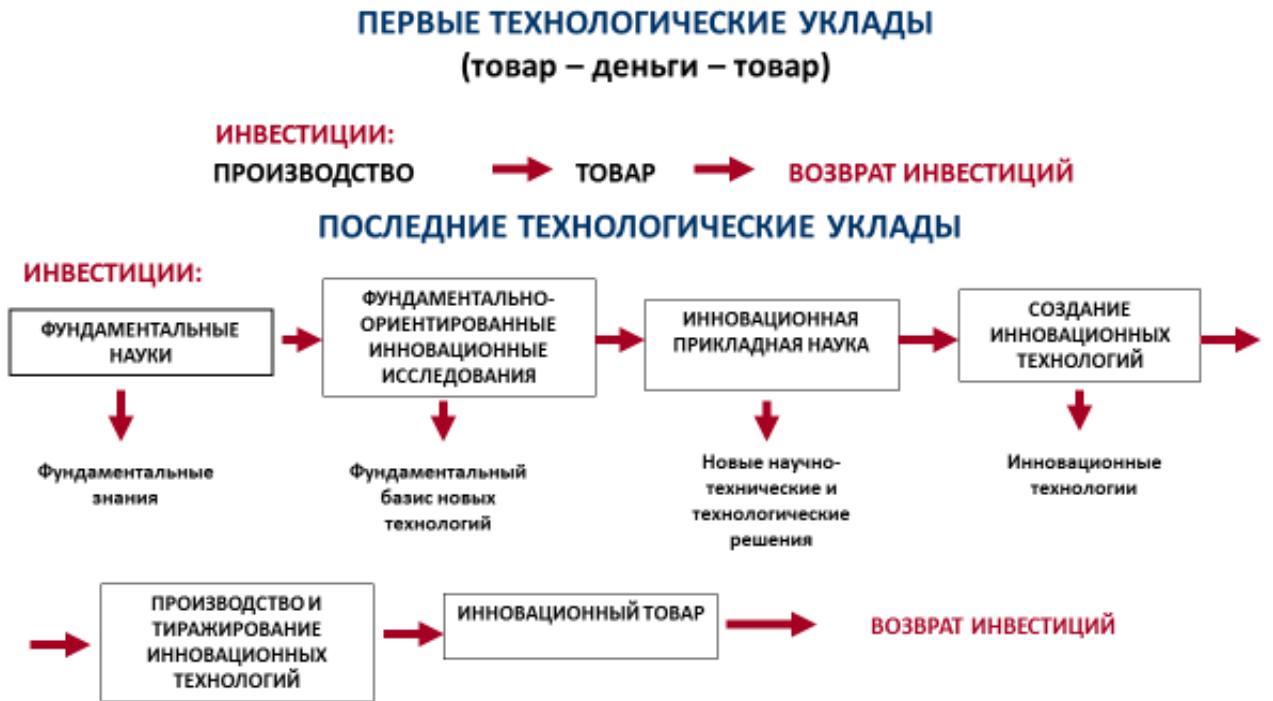 ПЕРВЫЕ ТЕХНОЛОГИЧЕСКИЕ УКЛАДЫ
(товар – деньги – товар)
ИНВЕСТИЦИИ:
ПРОИЗВОДСТВО
ТОВАР
ВОЗВРАТ ИНВЕСТИЦИЙ
ПОСЛЕДНИЕ ТЕХНОЛОГИЧЕСКИЕ УКЛАДЫ
ИНВЕСТИЦИИ:
ФУНДАМЕНТАЛЬНЫЕ
НАУКИ
ФУНДАМЕНТАЛЬНО-
ОРИЕНТИРОВАННЫЕ
ИННОВАЦИОННЫЕ
ИССЛЕДОВАНИЯ
ИННОВАЦИОННАЯ
ПРИКЛАДНАЯ НАУКА
СОЗДАНИЕ
ИННОВАЦИОННЫХ
ТЕХНОЛОГИЙ
Фундаментальные
знания
Фундаментальный
базис новых
технологий
Новые научно-
технические и
технологические
решения
Инновационные
технологии
ПРОИЗВОДСТВО И
ТИРАЖИРОВАНИЕ
ИННОВАЦИОННЫХ
ТЕХНОЛОГИЙ
ИННОВАЦИОННЫЙ ТОВАР
ВОЗВРАТ ИНВЕСТИЦИЙ